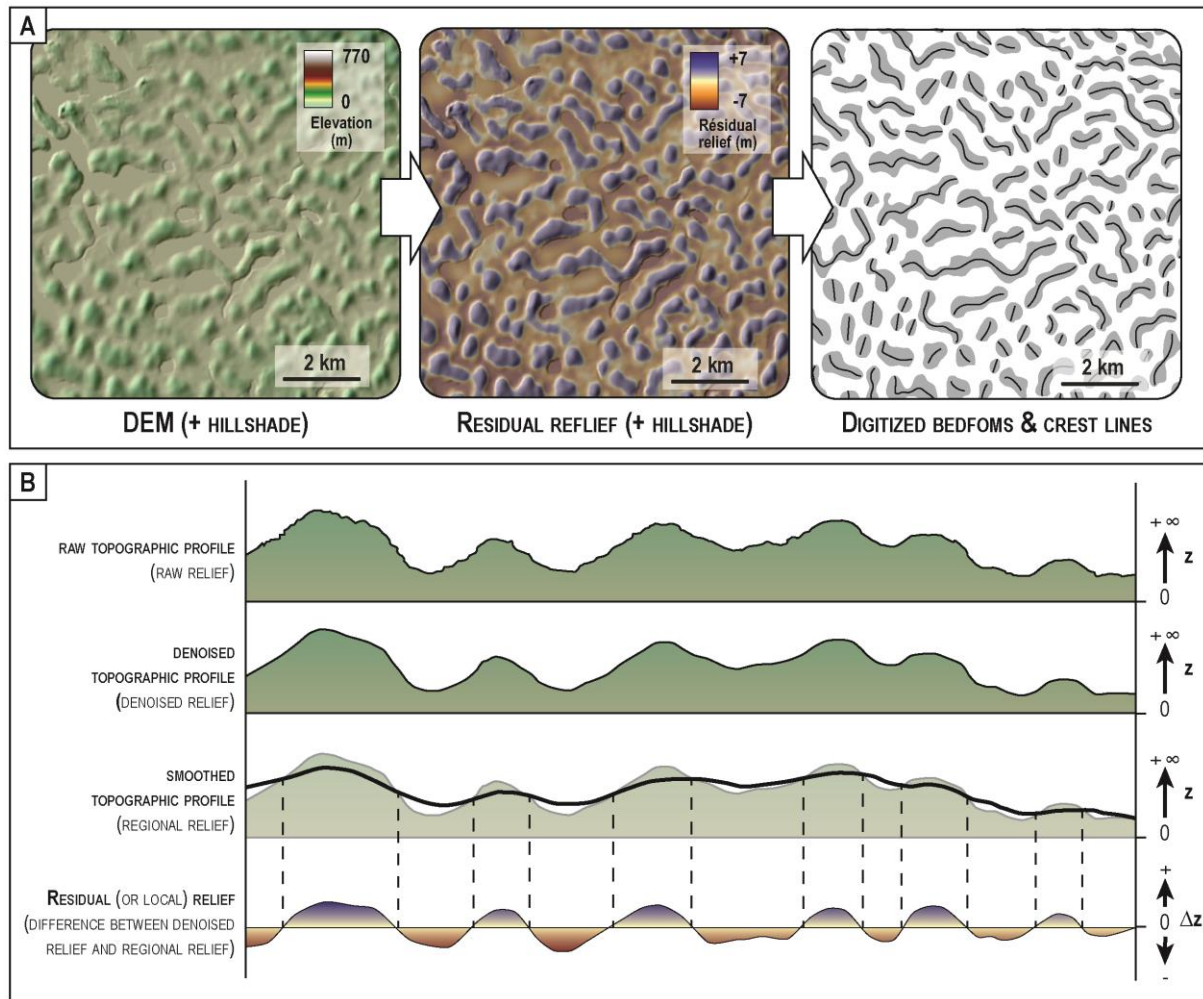 A
770
0
Elevation
(m)
2 km
DEM (+ HILLSHADE)
+7
-7
Résidual
relief (m)
2 km
RESIDUAL REFLIEF (+ HILLSHADE)
2 km
DIGITIZED BEDFOMS & CREST LINES
B
RAW TOPOGRAPHIC PROFILE
(RAW RELIEF)
+ ∞
z
0
DENOISED
TOPOGRAPHIC PROFILE
(DENOISED RELIEF)
+ ∞
z
0
SMOOTHED
TOPOGRAPHIC PROFILE
(REGIONAL RELIEF)
+ ∞
z
0
RESIDUAL (OR LOCAL) RELIEF
(DIFFERENCE BETWEEN DENOISED
RELIEF AND REGIONAL RELIEF)
+
0 Δz
-